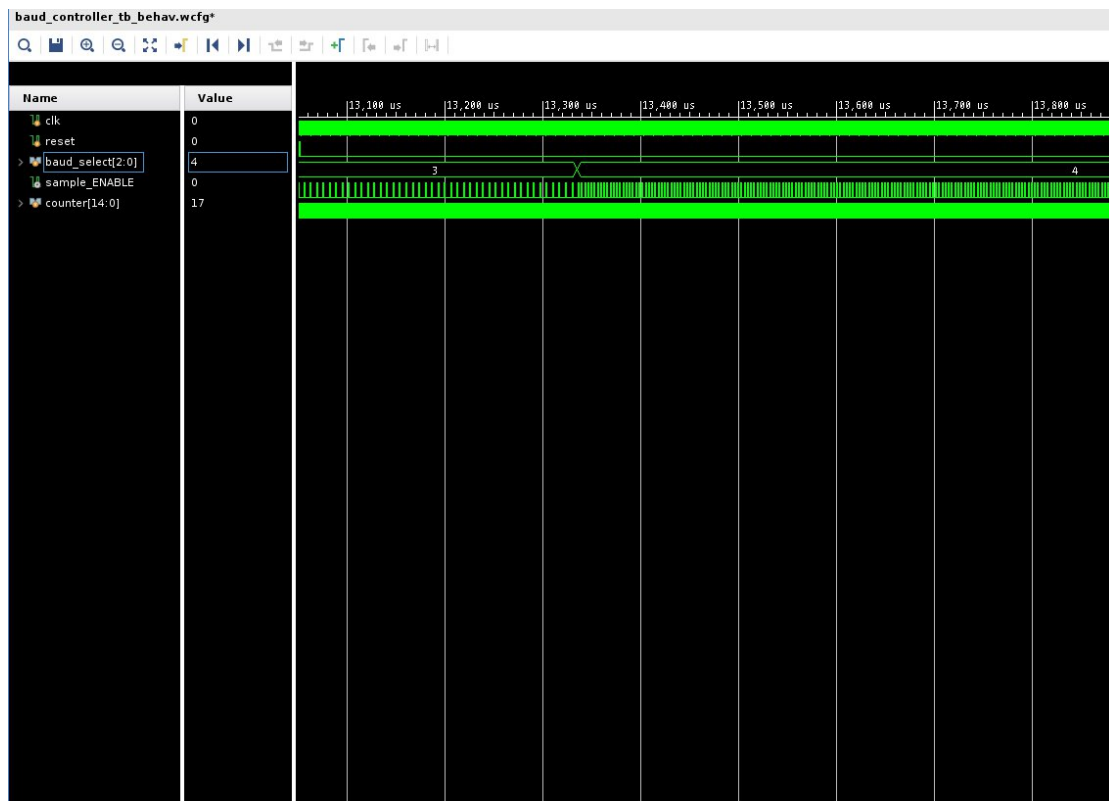 baud_controller_tb_behav.wcfg*
Name Value
13,100 us 13,200 us 13,300 us 13,400 us 13,500 us 13,600 us 13,700 us 13,800 us
clk 0
reset 0
baud_select[2:0] 4 3 4
sample_ENABLE 0
counter[14:0] 17